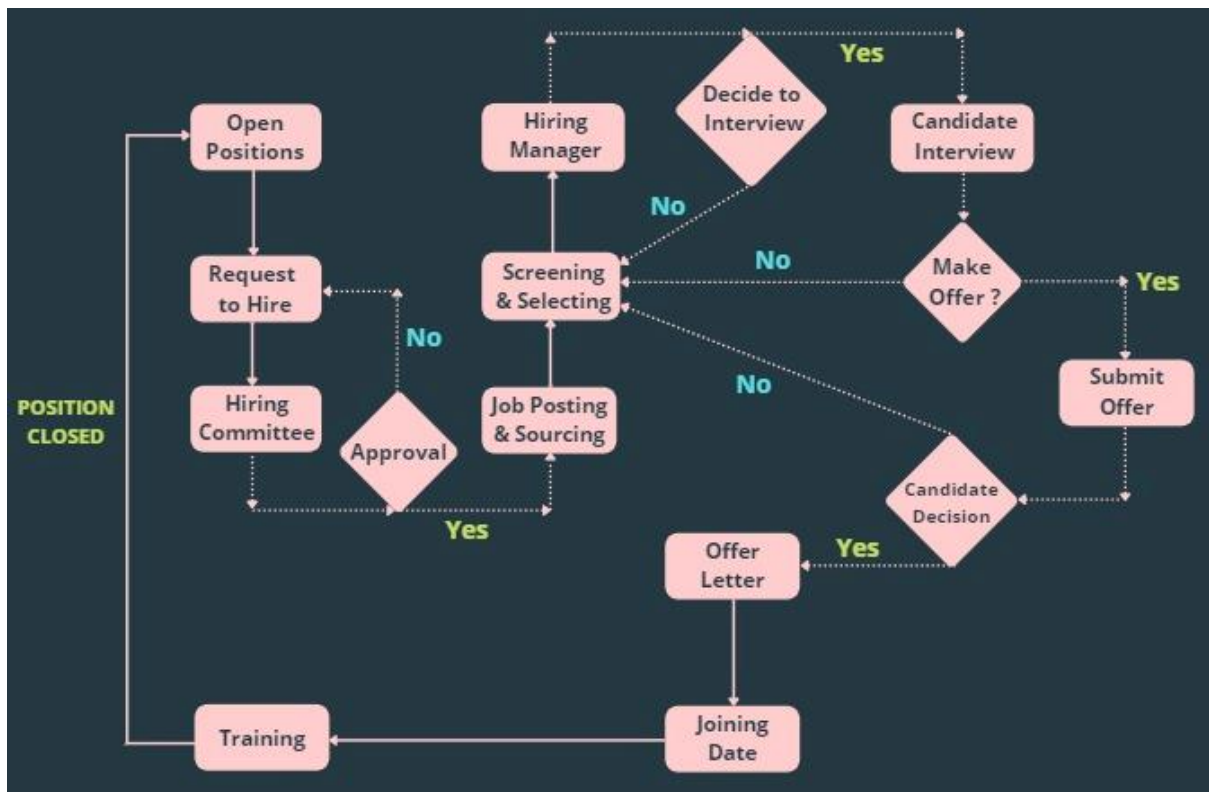 Open
Positions
Request
to Hire
No
Hiring
Committee
Approval
Yes
POSITION
CLOSED
Job Posting
& Sourcing
Screening
& Selecting
Hiring
Manager
Decide to
Interview
Yes
No
Candidate
Interview
Make
Offer ?
No
Yes
Submit
Offer
Candidate
Decision
No
Yes
Offer
Letter
Joining
Date
Training